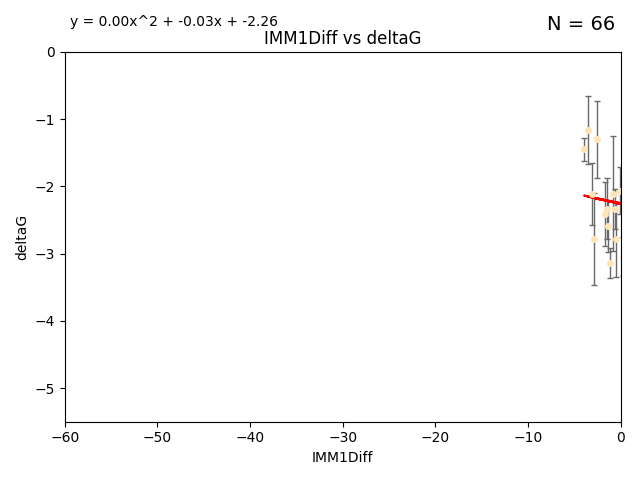 y = 0.00x^2 + -0.03x + -2.26
N = 66
IMM1Diff vs deltaG
0
−1
−2
−3
−4
−5
deltaG
−60 −50 −40 −30 −20 −10 0
IMM1Diff